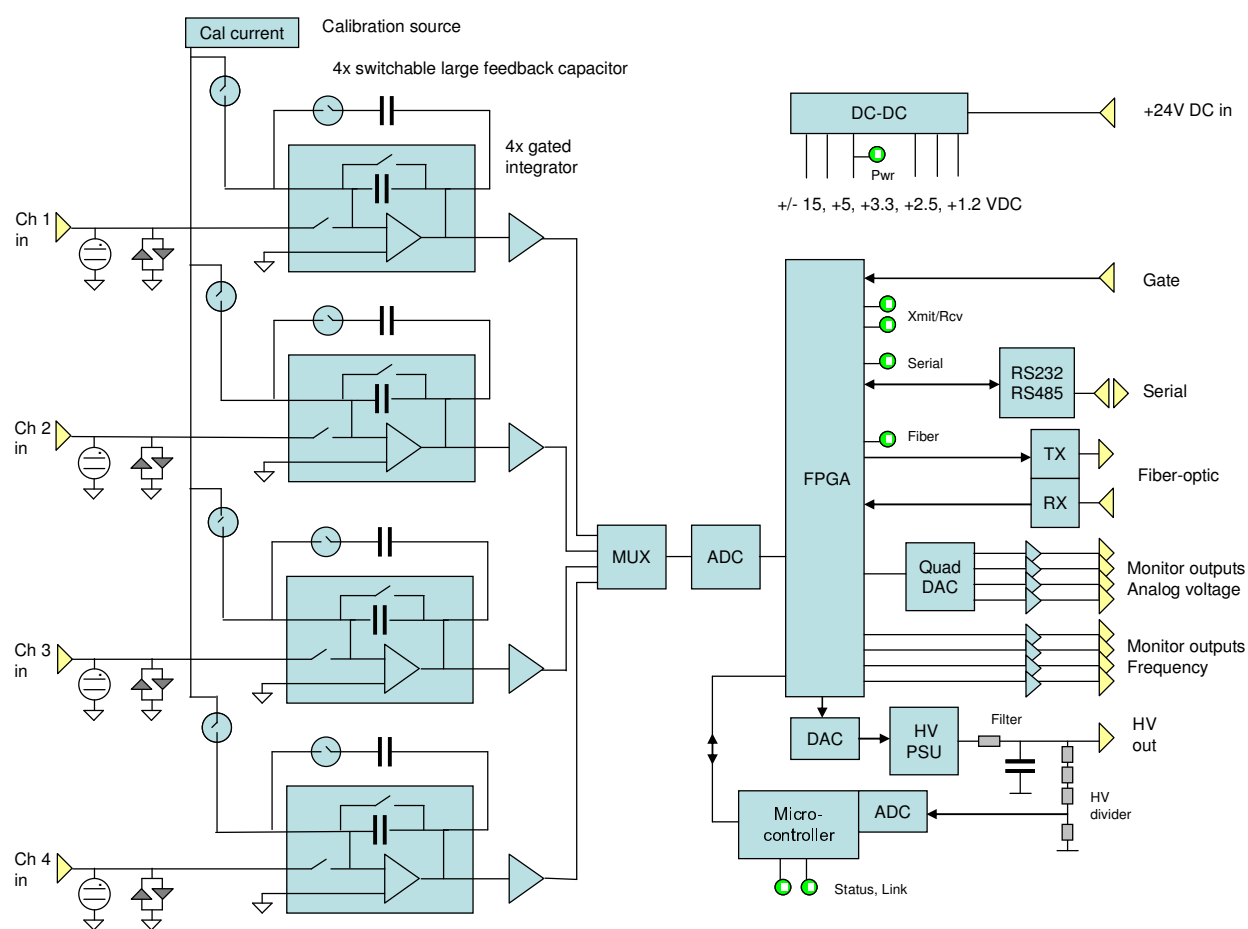 Cal current
Calibration source
4x switchable large feedback capacitor
4x gated
integrator
Ch 1
in
Ch 2
in
Ch 3
in
Ch 4
in
MUX
ADC
DC-DC
+24V DC in
Pwr
+/- 15, +5, +3.3, +2.5, +1.2 VDC
FPGA
Gate
Xmit/Rcv
Serial
RS232
RS485
Serial
Fiber
TX
RX
Fiber-optic
Quad
DAC
Monitor outputs
Analog voltage
Monitor outputs
Frequency
DAC
HV
PSU
Filter
HV
out
HV
divider
Micro-
controller
ADC
Status, Link